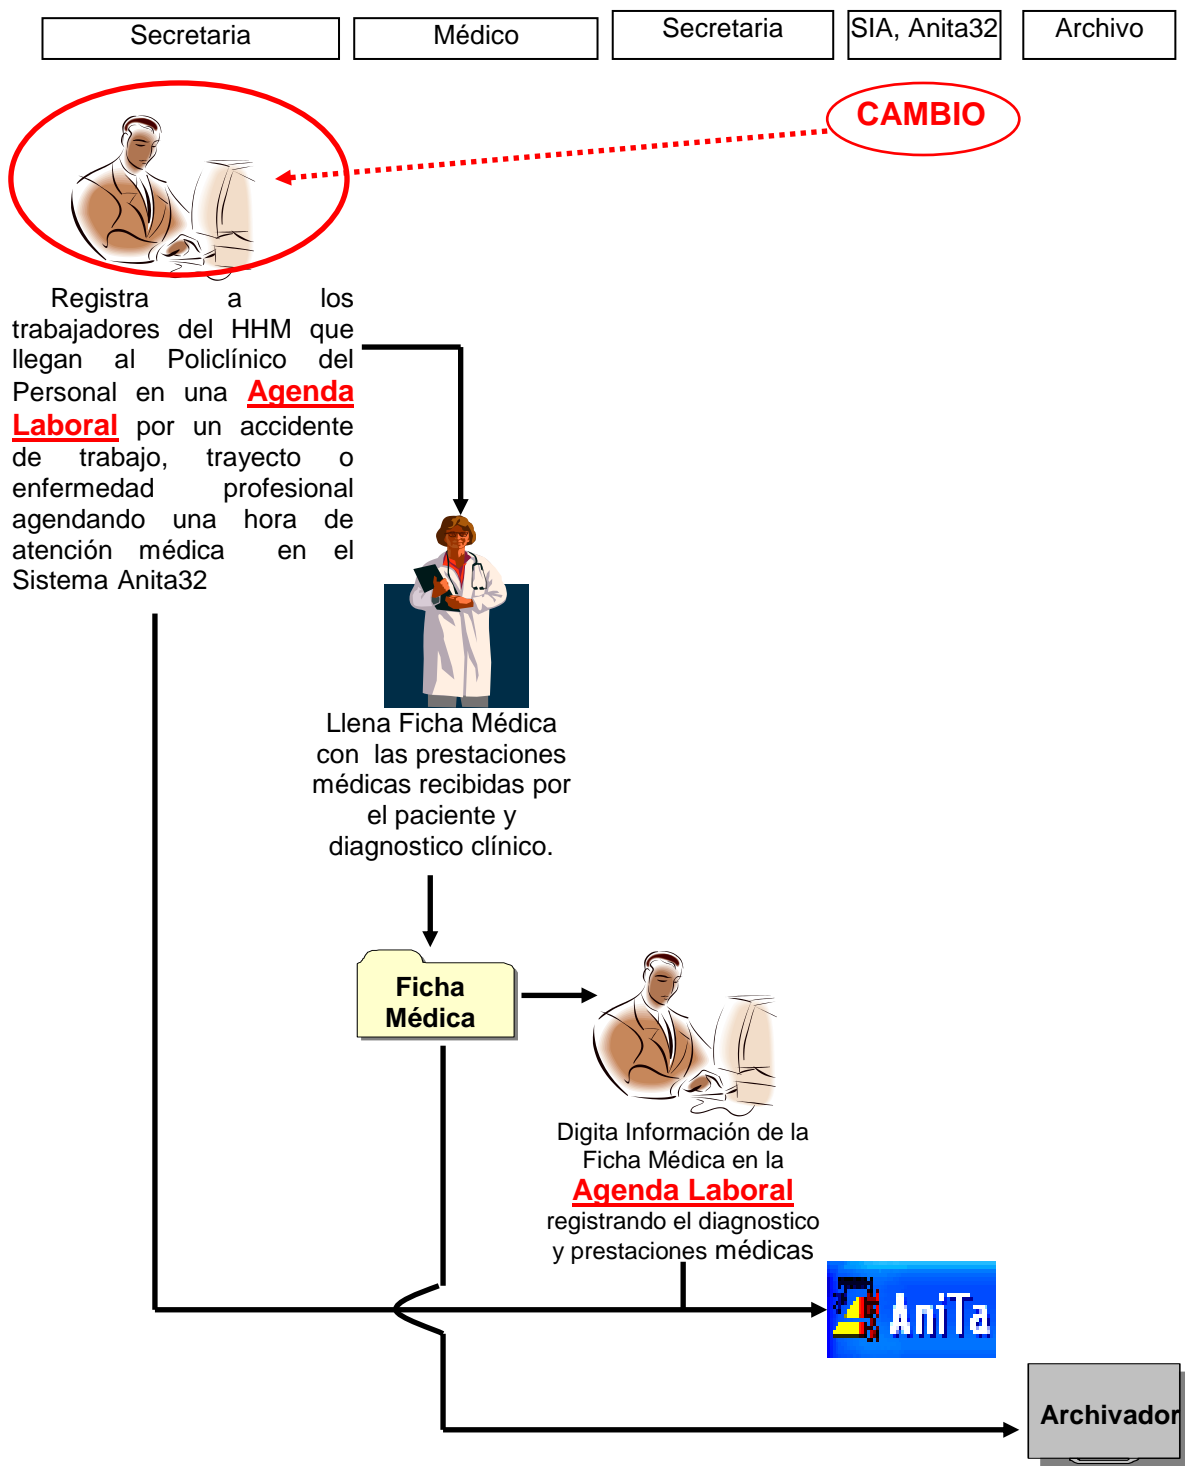 Secretaria
Médico
Secretaria
SIA, Anita32
Archivo
CAMBIO
Registra a los
trabajadores del HHM que
llegan al Policlínico del
Personal en una Agenda
Laboral por un accidente
de trabajo, trayecto o
enfermedad profesional
agendando una hora de
atención médica en el
Sistema Anita32
Llena Ficha Médica
con las prestaciones
médicas recibidas por
el paciente y
diagnostico clínico.
Ficha
Médica
Digita Información de la
Ficha Médica en la
Agenda Laboral
registrando el diagnostico
y prestaciones médicas
AniTa
Archivador